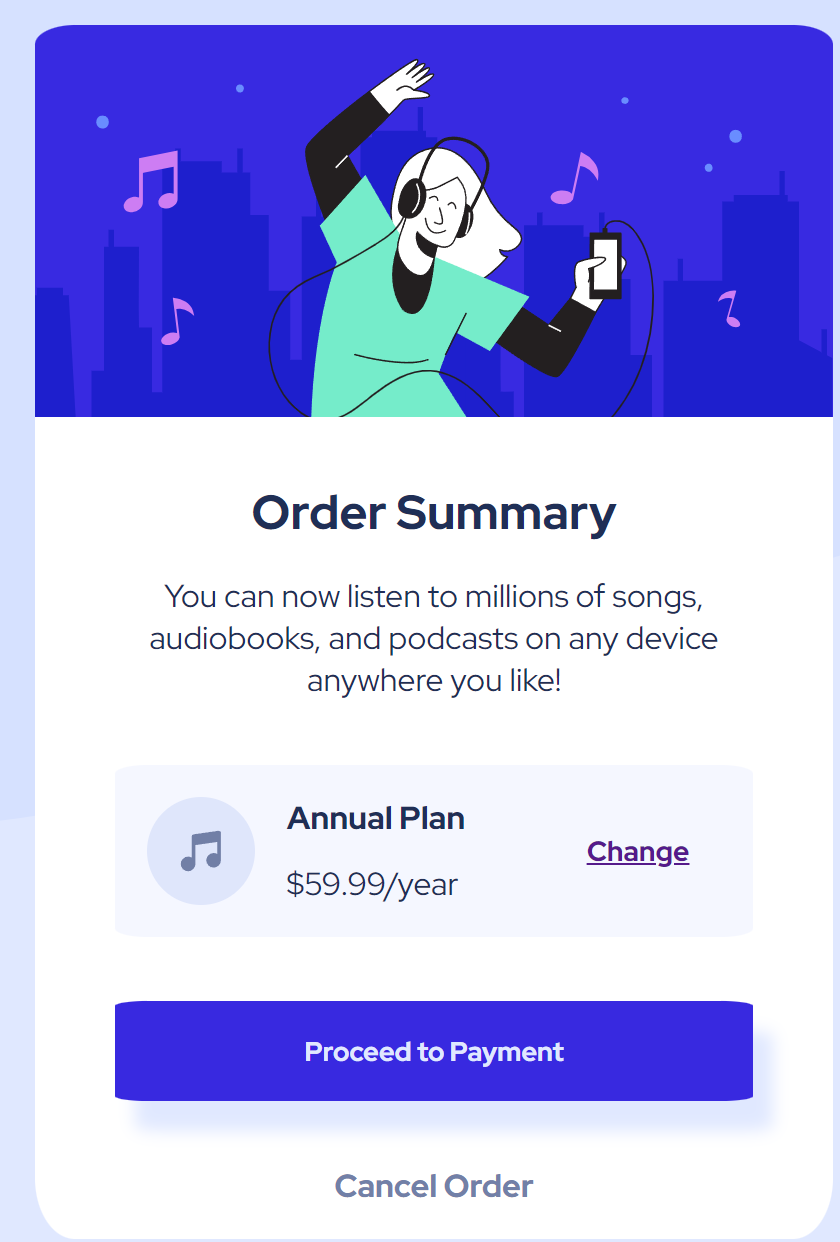 Order Summary
You can now listen to millions of songs,
audiobooks, and podcasts on any device
anywhere you like!
Annual Plan
$59.99/year
Change
Proceed to Payment
Cancel Order